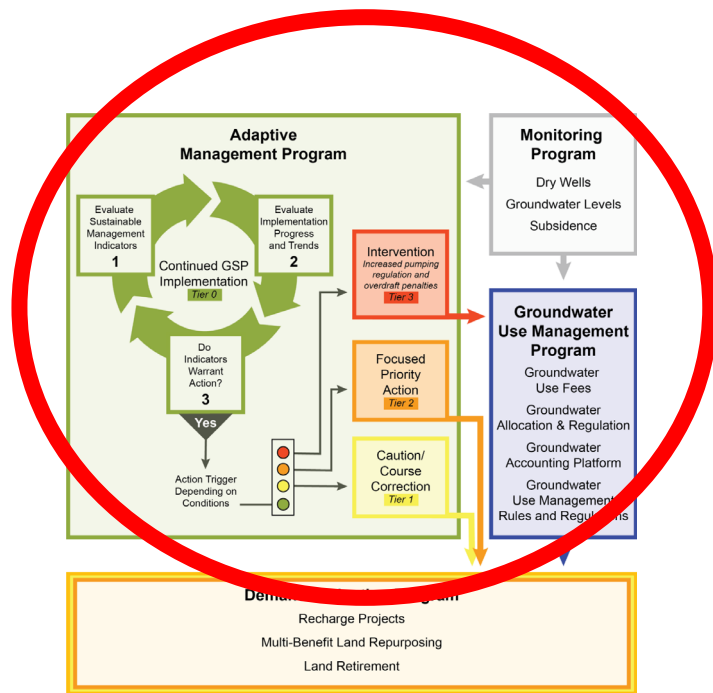 Adaptive
Management Program
Evaluate
Sustainable
Management
Indicators
1
Evaluate
Implementation
Progress
and Trends
2
Continued GSP
Implementation
Tier 0
Do
Indicators
Warrant
Action?
3
Yes
Action Trigger
Depending on
Conditions
Intervention
Increased pumping
regulation and
overdraft penalties
Tier 3
Focused
Priority
Action
Tier 2
Caution/
Course
Correction
Tier 1
Monitoring
Program
Dry Wells
Groundwater Levels
Subsidence
Groundwater
Use Management
Program
Groundwater
Use Fees
Groundwater
Allocation & Regulation
Groundwater
Accounting Platform
Groundwater
Use Management
Rules and Regulations
Recharge Projects
Multi-Benefit Land Repurposing
Land Retirement